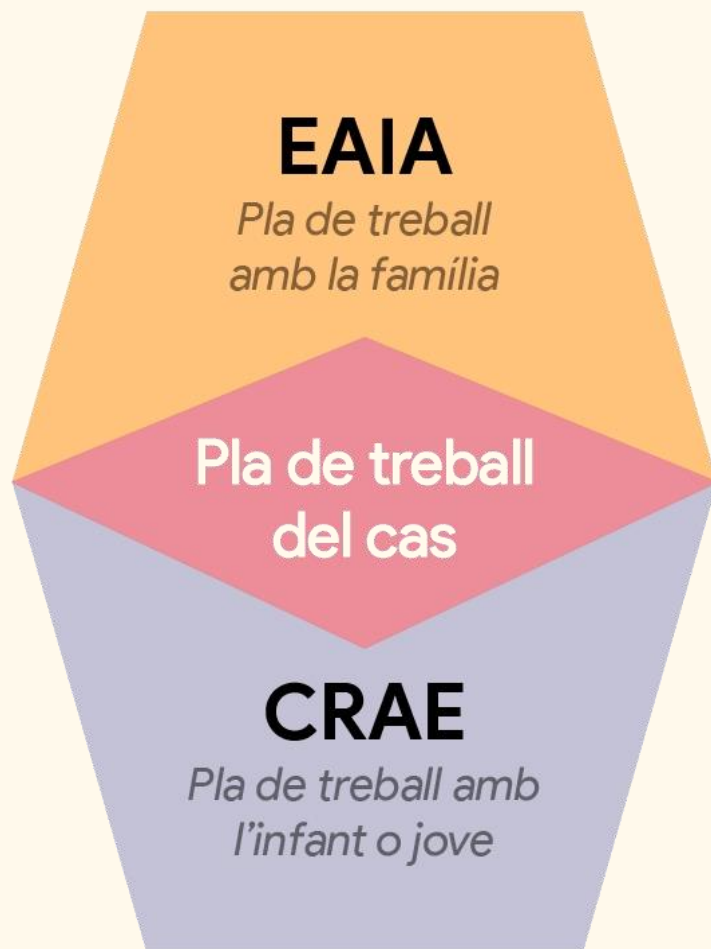 EAIA
Pla de treball
amb la família
Pla de treball
del cas
CRAE
Pla de treball amb
l’infant o jove